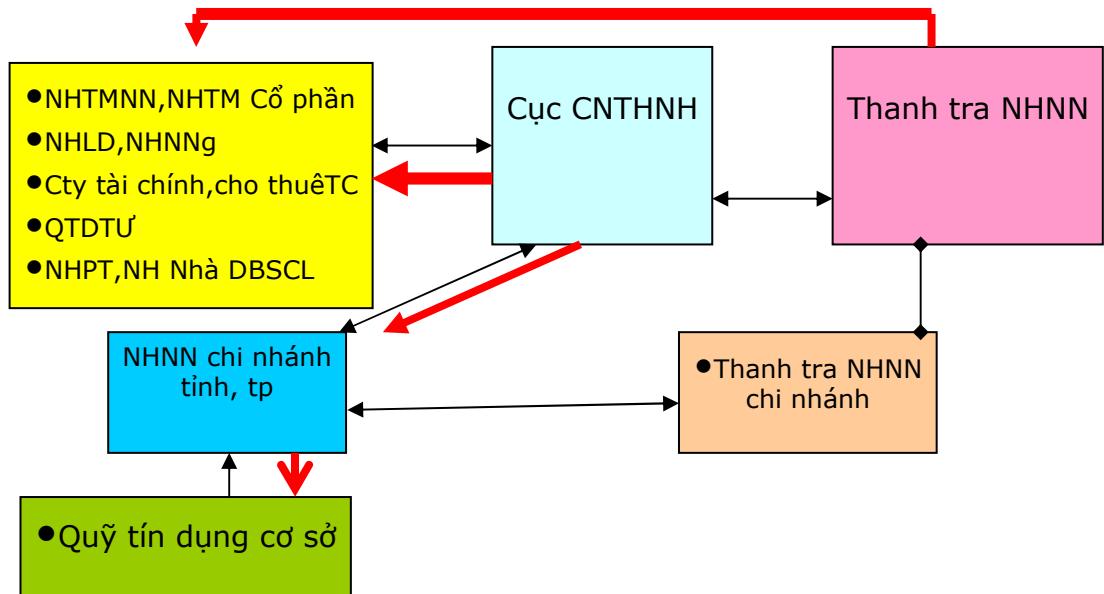 ●NHTMNN,NHTM Cổ phần
●NHLD,NHNNg
●Cty tài chính,cho thuêTC
●QTDTƯ
●NHPT,NH Nhà DBSCL
Cục CNTHNH
Thanh tra NHNN
NHNN chi nhánh
tỉnh, tp
●Thanh tra NHNN
chi nhánh
●Quỹ tín dụng cơ sở